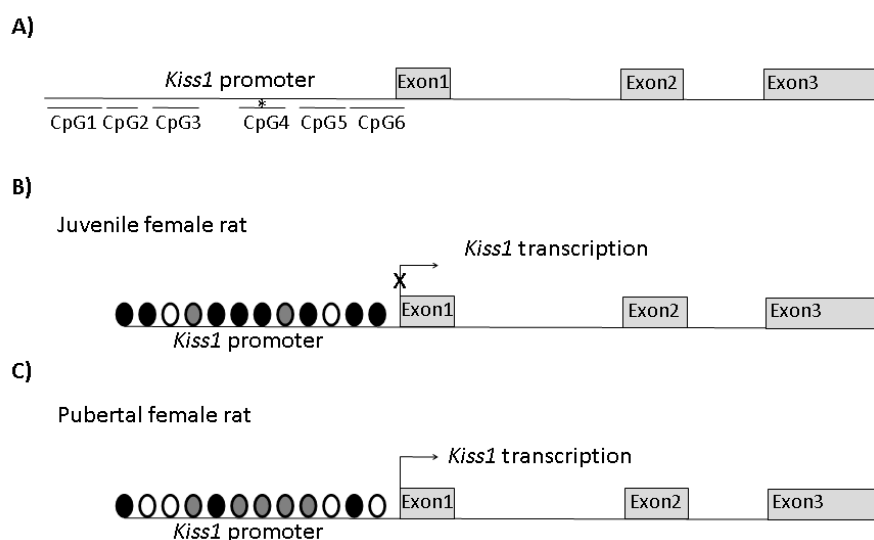 A)
Kiss1 promoter
Exon1 Exon2 Exon3
*
CpG1 CpG2 CpG3 CpG4 CpG5 CpG6
B)
Juvenile female rat
Kiss1 transcription
X
Exon1 Exon2 Exon3
Kiss1 promoter
C)
Pubertal female rat
Kiss1 transcription
Exon1 Exon2 Exon3
Kiss1 promoter